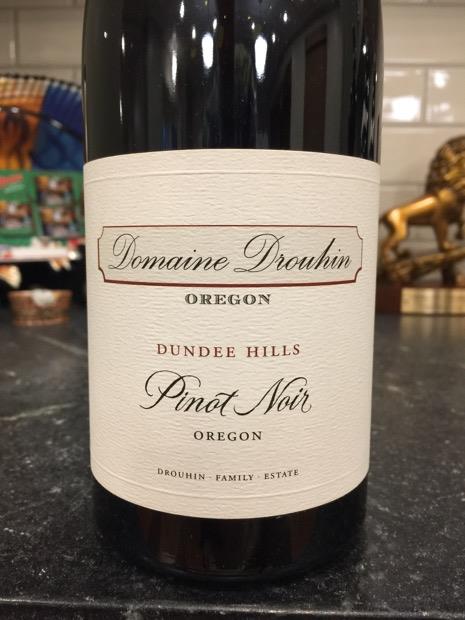 Domaine Drouhin
OREGON
DUNDEE HILLS
Pinot Noir
OREGON
DROUHIN · FAMILY · ESTATE